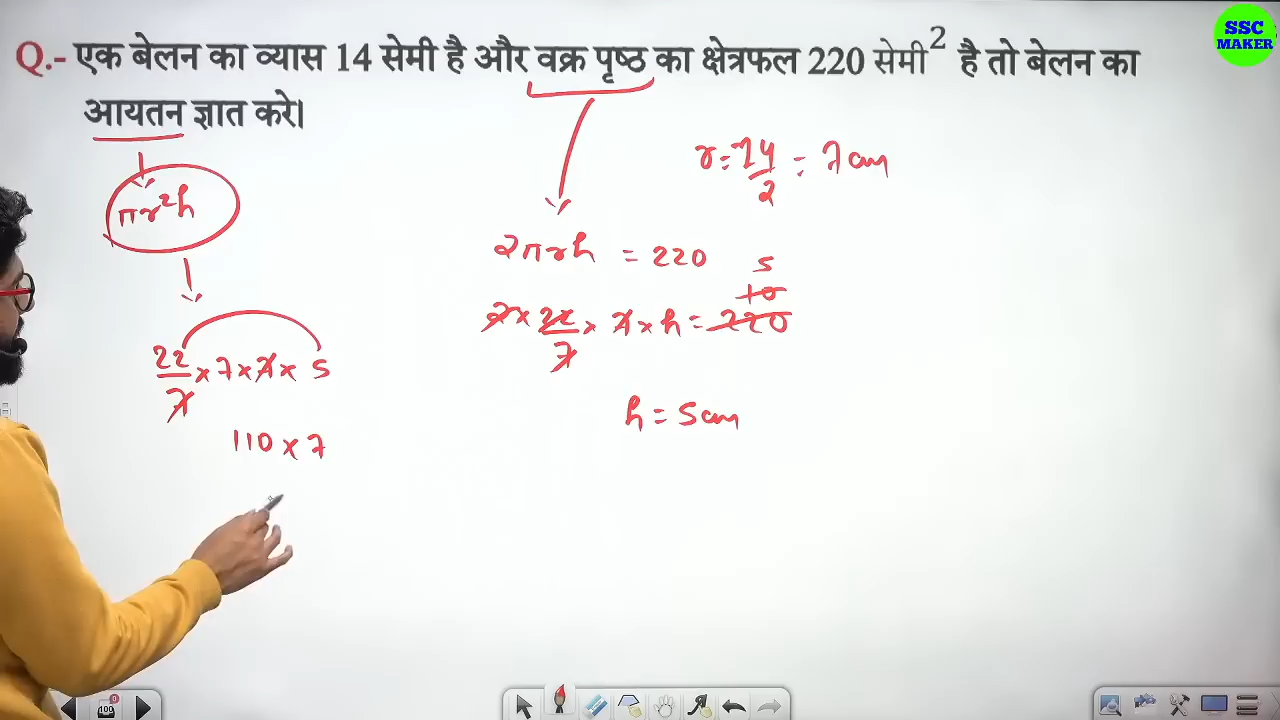 SSC
MAKER
Q.- एक बेलन का व्यास 14 सेमी है और वक्र पृष्ठ का क्षेत्रफल 220 सेमी² है तो बेलन का
आयतन ज्ञात करे।
r = 14/2 = 7cm
πr²h
2πrh = 220
5
10
2 × 22/7 × 7 × h = 220
22/7 × 7 × 7 × 5
h = 5cm
110 × 7